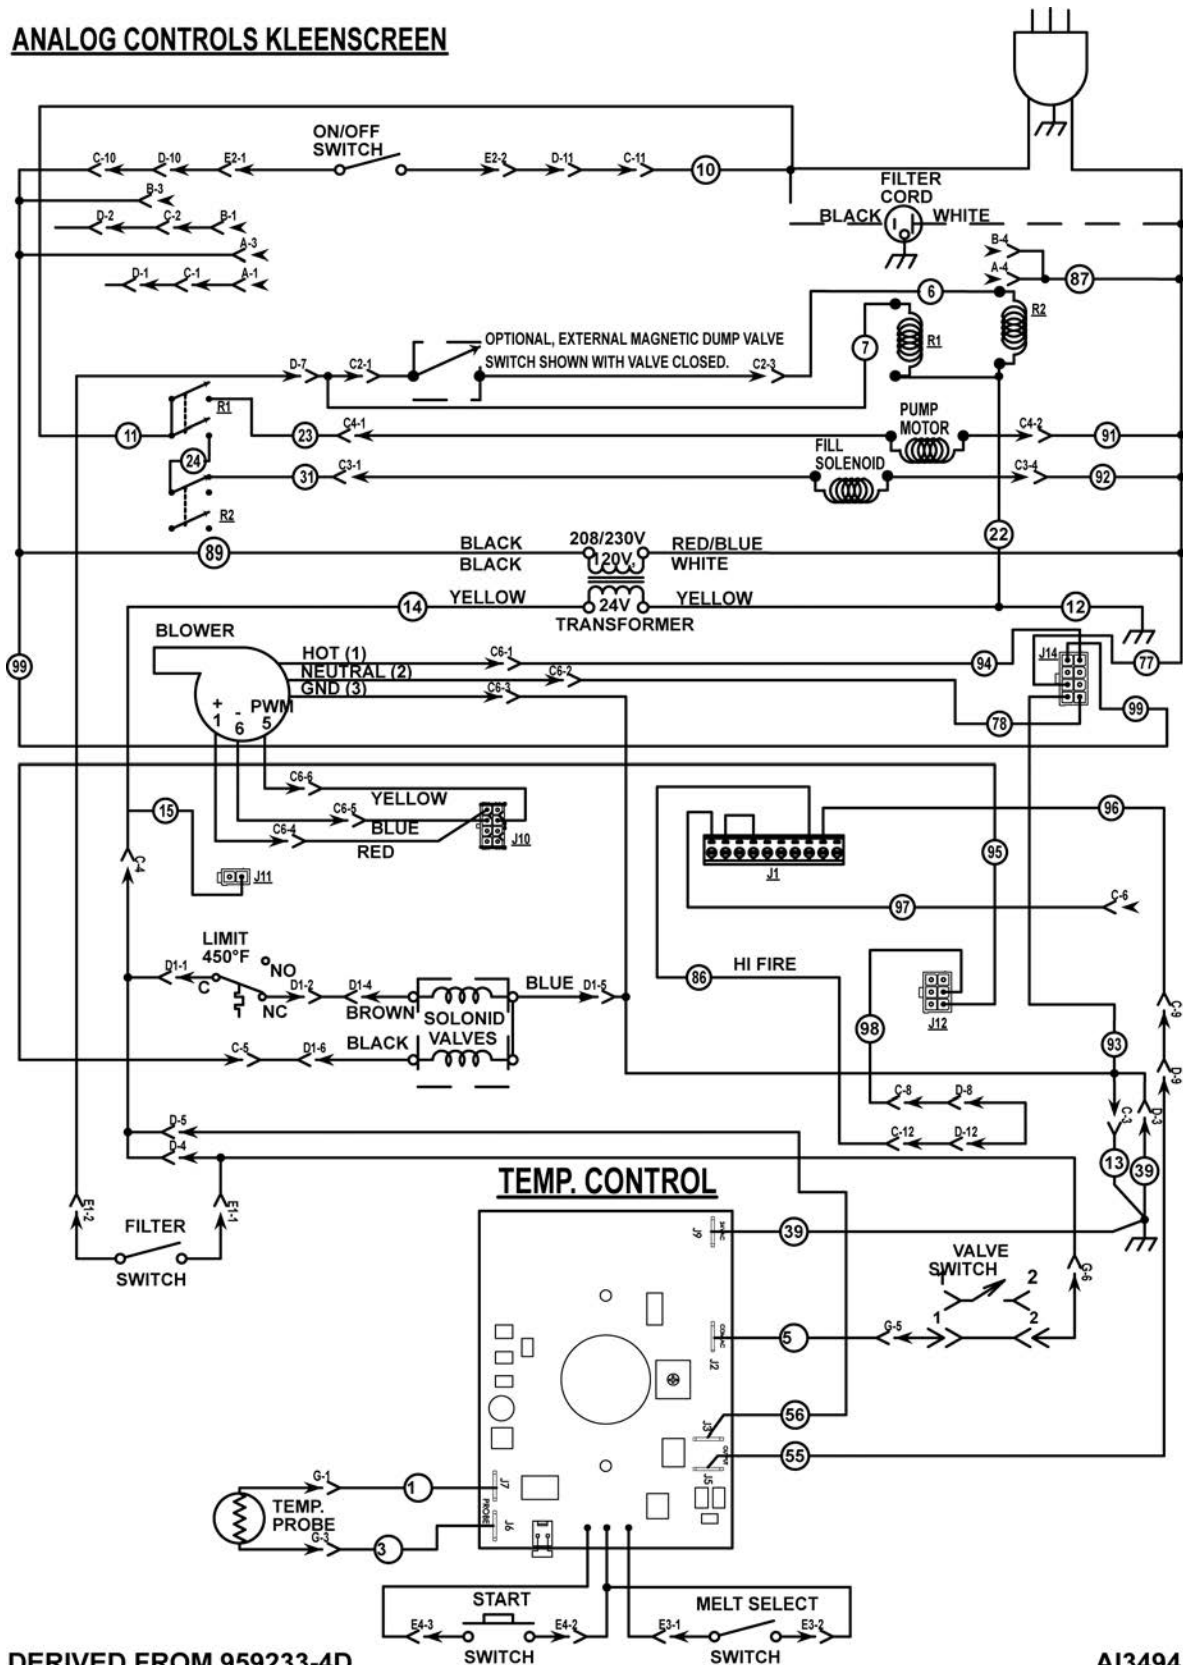 ANALOG CONTROLS KLEENSCREEN
ON/OFF
SWITCH
C-10
D-10
E2-1
E2-2
D-11
C-11
10
B-3
D-2
C-2
B-1
A-3
D-1
C-1
A-1
FILTER
CORD
BLACK
WHITE
B-4
A-4
87
6
R2
7
R1
OPTIONAL, EXTERNAL MAGNETIC DUMP VALVE
SWITCH SHOWN WITH VALVE CLOSED.
D-7
C2-1
C2-3
R1
11
23
C4-1
PUMP
MOTOR
C4-2
91
24
31
C3-1
FILL
SOLENOID
C3-4
92
R2
22
89
BLACK
208/230V
RED/BLUE
BLACK
120V,
WHITE
14
YELLOW
24V
YELLOW
12
TRANSFORMER
BLOWER
99
HOT (1)
C6-1
94
J14
77
NEUTRAL (2)
C6-2
GND (3)
C6-3
78
99
+
-
PWM
1
6
5
C6-6
YELLOW
C6-5
BLUE
C6-4
RED
J10
15
C-4
J11
96
95
J1
97
C-6
LIMIT
450°F
NO
D1-1
C
NC
D1-2
D1-4
BROWN
SOLONID
VALVES
BLUE
D1-5
BLACK
C-5
D1-6
86
HI FIRE
98
J12
C-9
93
D-9
C-8
D-8
C-12
D-12
C-3
D-3
13
39
D-5
D-4
E1-2
E1-1
FILTER
SWITCH
TEMP. CONTROL
J9
24VAC
39
VALVE
SWITCH
1
2
G-6
J2
COM AC
5
G-5
1
2
56
J3
OUTPUT
J5
55
G-1
1
J7
TEMP.
PROBE
PROBE
J6
G-3
3
START
E4-3
E4-2
SWITCH
MELT SELECT
E3-1
E3-2
SWITCH
DERIVED FROM 959233-4D
AI3494